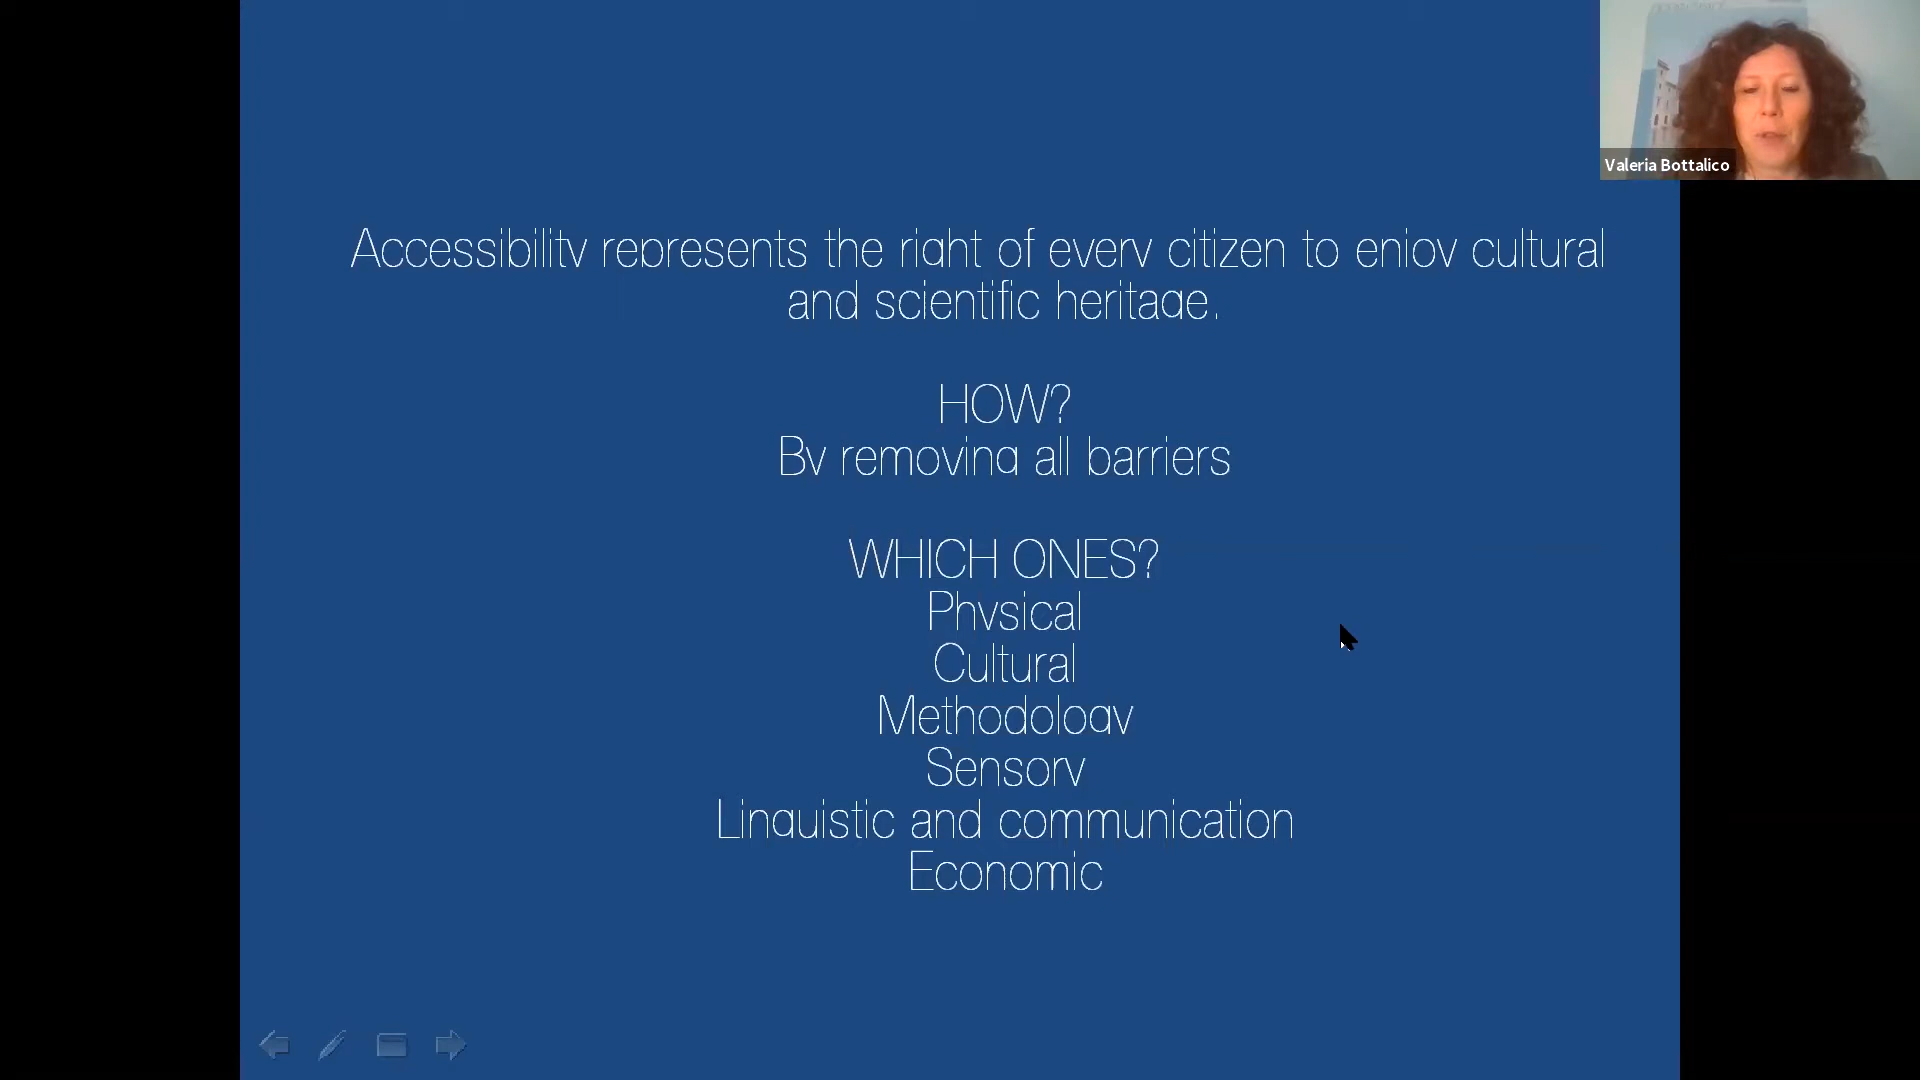 Valeria Bottalico
Accessibility represents the right of every citizen to enjoy cultural
and scientific heritage.
HOW?
By removing all barriers
WHICH ONES?
Physical
Cultural
Methodology
Sensory
Linguistic and communication
Economic